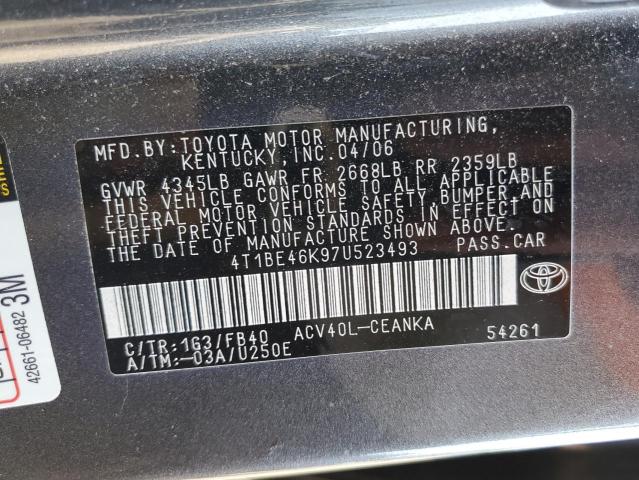 MFD.BY:TOYOTA MOTOR MANUFACTURING,
KENTUCKY,INC.04/06
GVWR 4345LB GAWR FR 2668LB RR 2359LB
THIS VEHICLE CONFORMS TO ALL APPLICABLE
FEDERAL MOTOR VEHICLE SAFETY,BUMPER AND
THEFT PREVENTION STANDARDS IN EFFECT ON
THE DATE OF MANUFACTURE SHOWN ABOVE.
4T1BE46K97U523493 PASS.CAR
C/TR:163/FB40 ACV40L-CEANKA
A/TM:-03A/U250E 54261
3M
42661-06482